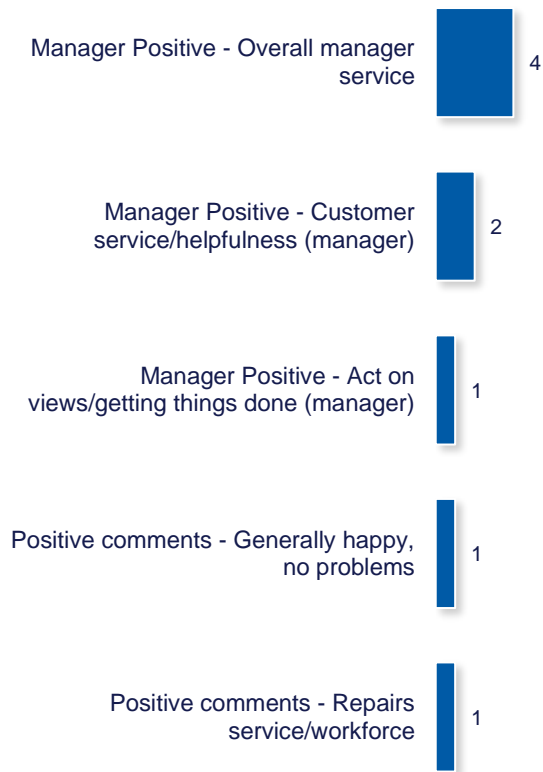 Manager Positive - Overall manager
service
4
Manager Positive - Customer
service/helpfulness (manager)
2
Manager Positive - Act on
views/getting things done (manager)
1
Positive comments - Generally happy,
no problems
1
Positive comments - Repairs
service/workforce
1